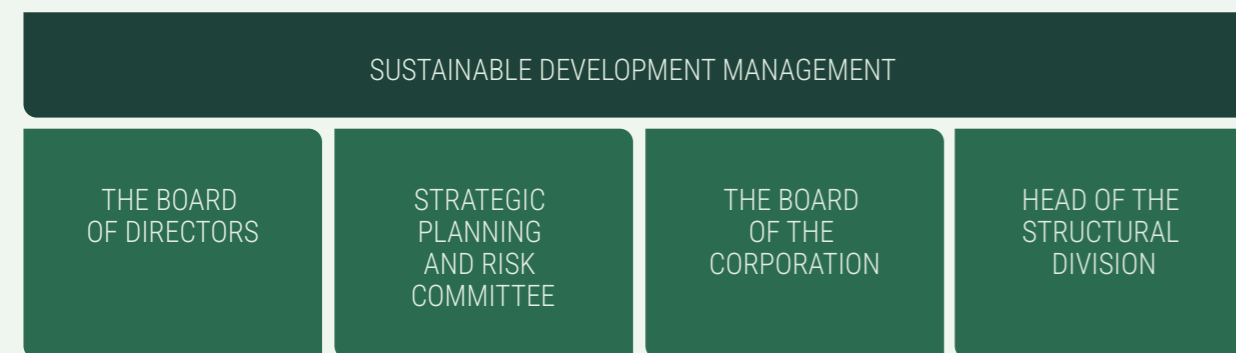 SUSTAINABLE DEVELOPMENT MANAGEMENT
THE BOARD
OF DIRECTORS
STRATEGIC
PLANNING
AND RISK
COMMITTEE
THE BOARD
OF THE
CORPORATION
HEAD OF THE
STRUCTURAL
DIVISION